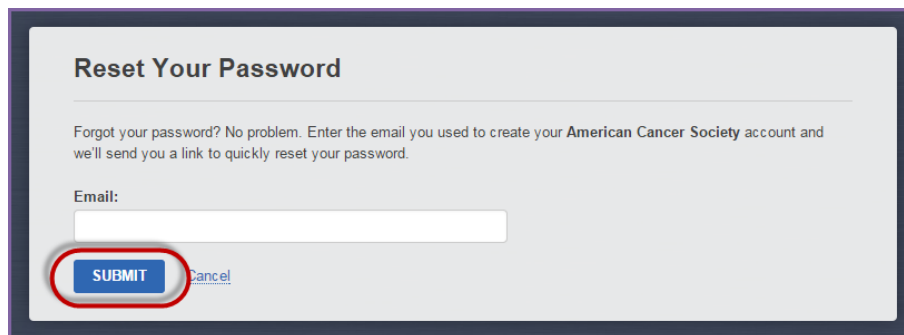 Reset Your Password
Forgot your password? No problem. Enter the email you used to create your American Cancer Society account and
we'll send you a link to quickly reset your password.
Email:
SUBMIT Cancel